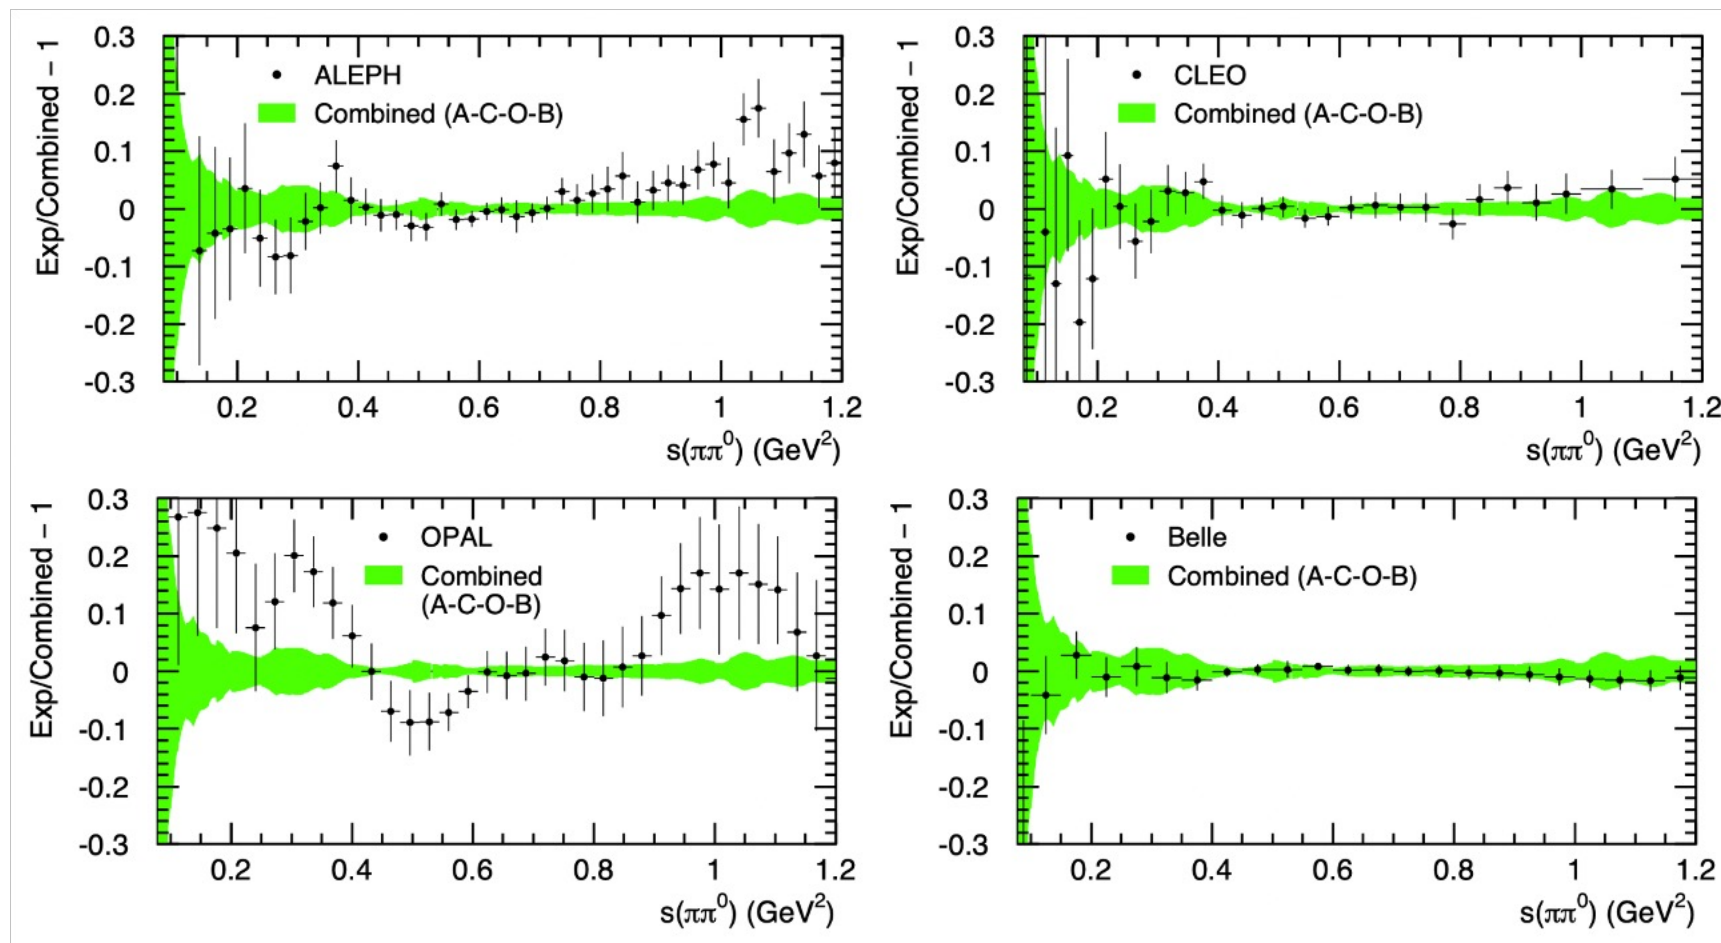 Exp/Combined − 1
0.3
0.2
0.1
0
-0.1
-0.2
-0.3
ALEPH
Combined (A-C-O-B)
0.2 0.4 0.6 0.8 1 1.2
s(ππ⁰) (GeV²)
Exp/Combined − 1
0.3
0.2
0.1
0
-0.1
-0.2
-0.3
CLEO
Combined (A-C-O-B)
0.2 0.4 0.6 0.8 1 1.2
s(ππ⁰) (GeV²)
Exp/Combined − 1
0.3
0.2
0.1
0
-0.1
-0.2
-0.3
OPAL
Combined
(A-C-O-B)
0.2 0.4 0.6 0.8 1 1.2
s(ππ⁰) (GeV²)
Exp/Combined − 1
0.3
0.2
0.1
0
-0.1
-0.2
-0.3
Belle
Combined (A-C-O-B)
0.2 0.4 0.6 0.8 1 1.2
s(ππ⁰) (GeV²)